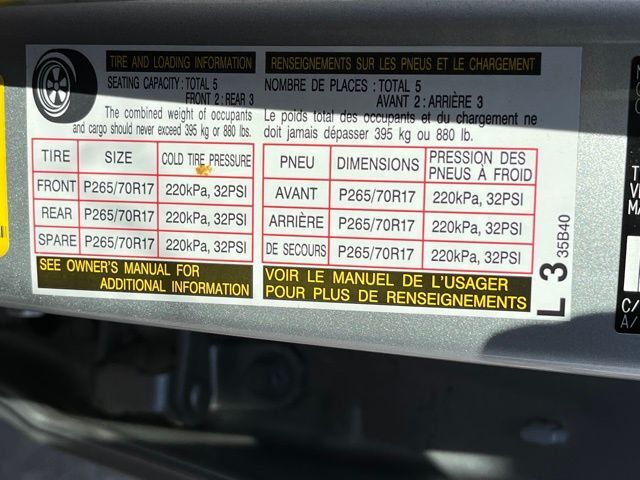 TIRE AND LOADING INFORMATION
SEATING CAPACITY: TOTAL 5
FRONT 2: REAR 3
The combined weight of occupants
and cargo should never exceed 395 kg or 880 lbs.
TIRE SIZE COLD TIRE PRESSURE
FRONT P265/70R17 220kPa, 32PSI
REAR P265/70R17 220kPa, 32PSI
SPARE P265/70R17 220kPa, 32PSI
SEE OWNER'S MANUAL FOR
ADDITIONAL INFORMATION
RENSEIGNEMENTS SUR LES PNEUS ET LE CHARGEMENT
NOMBRE DE PLACES: TOTAL 5
AVANT 2: ARRIÈRE 3
Le poids total des occupants et du chargement ne
doit jamais dépasser 395 kg ou 880 lb.
PNEU DIMENSIONS PRESSION DES
PNEUS À FROID
AVANT P265/70R17 220kPa, 32PSI
ARRIÈRE P265/70R17 220kPa, 32PSI
DE SECOURS P265/70R17 220kPa, 32PSI
VOIR LE MANUEL DE L'USAGER
POUR PLUS DE RENSEIGNEMENTS
L 3
35B40
C/
A/